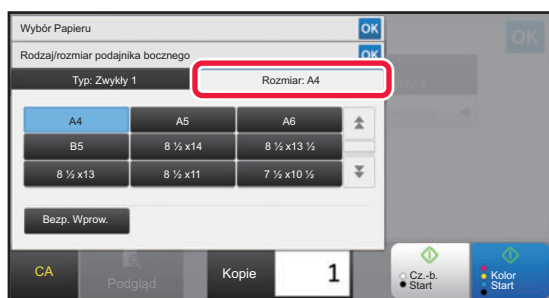 Wybór Papieru OK
Rodzaj/rozmiar podajnika bocznego OK
Typ: Zwykły 1 Rozmiar: A4
A4 A5 A6
B5 8 ½ x14 8 ½ x13 ½
8 ½ x13 8 ½ x11 7 ½ x10 ½
Bezp. Wprow.
CA Podgląd Kopie 1
Cz.-b. Start
Kolor Start
OK